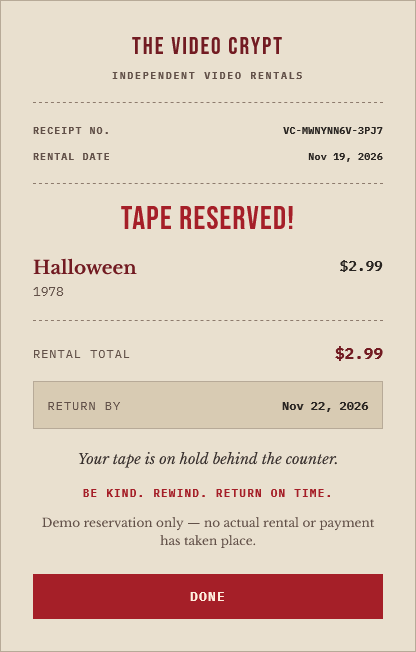 THE VIDEO CRYPT
INDEPENDENT VIDEO RENTALS
RECEIPT NO. VC-MWNYNN6V-3PJ7
RENTAL DATE Nov 19, 2026
TAPE RESERVED!
Halloween $2.99
1978
RENTAL TOTAL $2.99
RETURN BY Nov 22, 2026
Your tape is on hold behind the counter.
BE KIND. REWIND. RETURN ON TIME.
Demo reservation only — no actual rental or payment
has taken place.
DONE